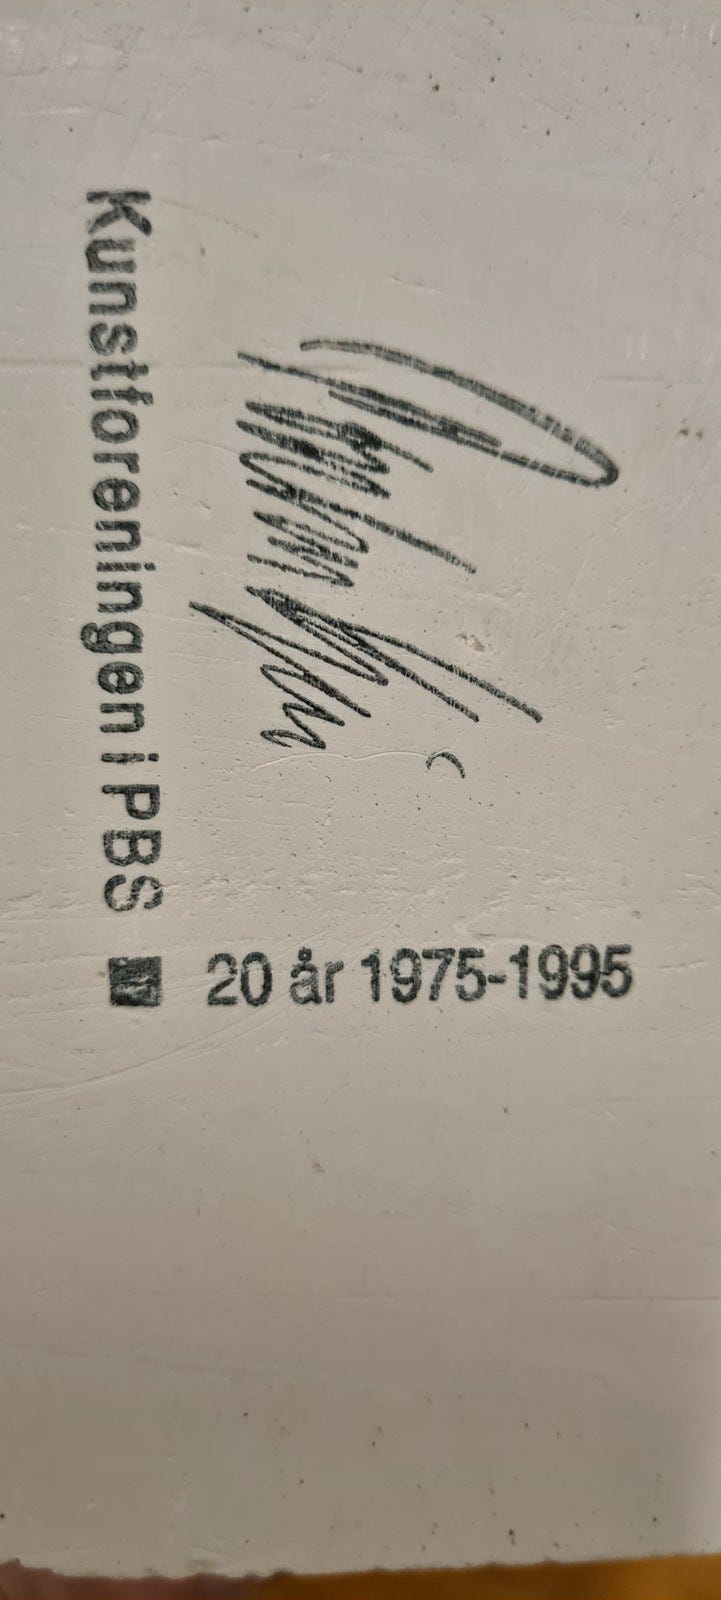 Kunstforeningen i PBS
20 år 1975-1995